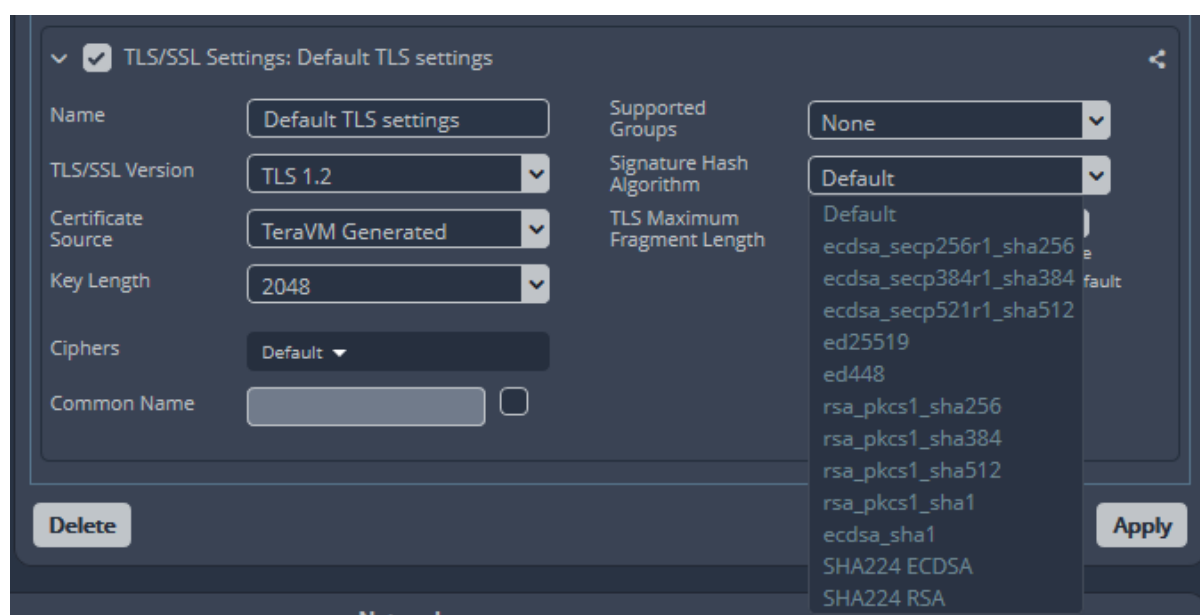 TLS/SSL Settings: Default TLS settings
Name
Default TLS settings
TLS/SSL Version
TLS 1.2
Certificate
Source
TeraVM Generated
Key Length
2048
Ciphers
Default
Common Name
Supported
Groups
None
Signature Hash
Algorithm
Default
TLS Maximum
Fragment Length
Default
ecdsa_secp256r1_sha256
ecdsa_secp384r1_sha384
fault
ecdsa_secp521r1_sha512
ed25519
ed448
rsa_pkcs1_sha256
rsa_pkcs1_sha384
rsa_pkcs1_sha512
rsa_pkcs1_sha1
ecdsa_sha1
SHA224 ECDSA
SHA224 RSA
Delete
Apply